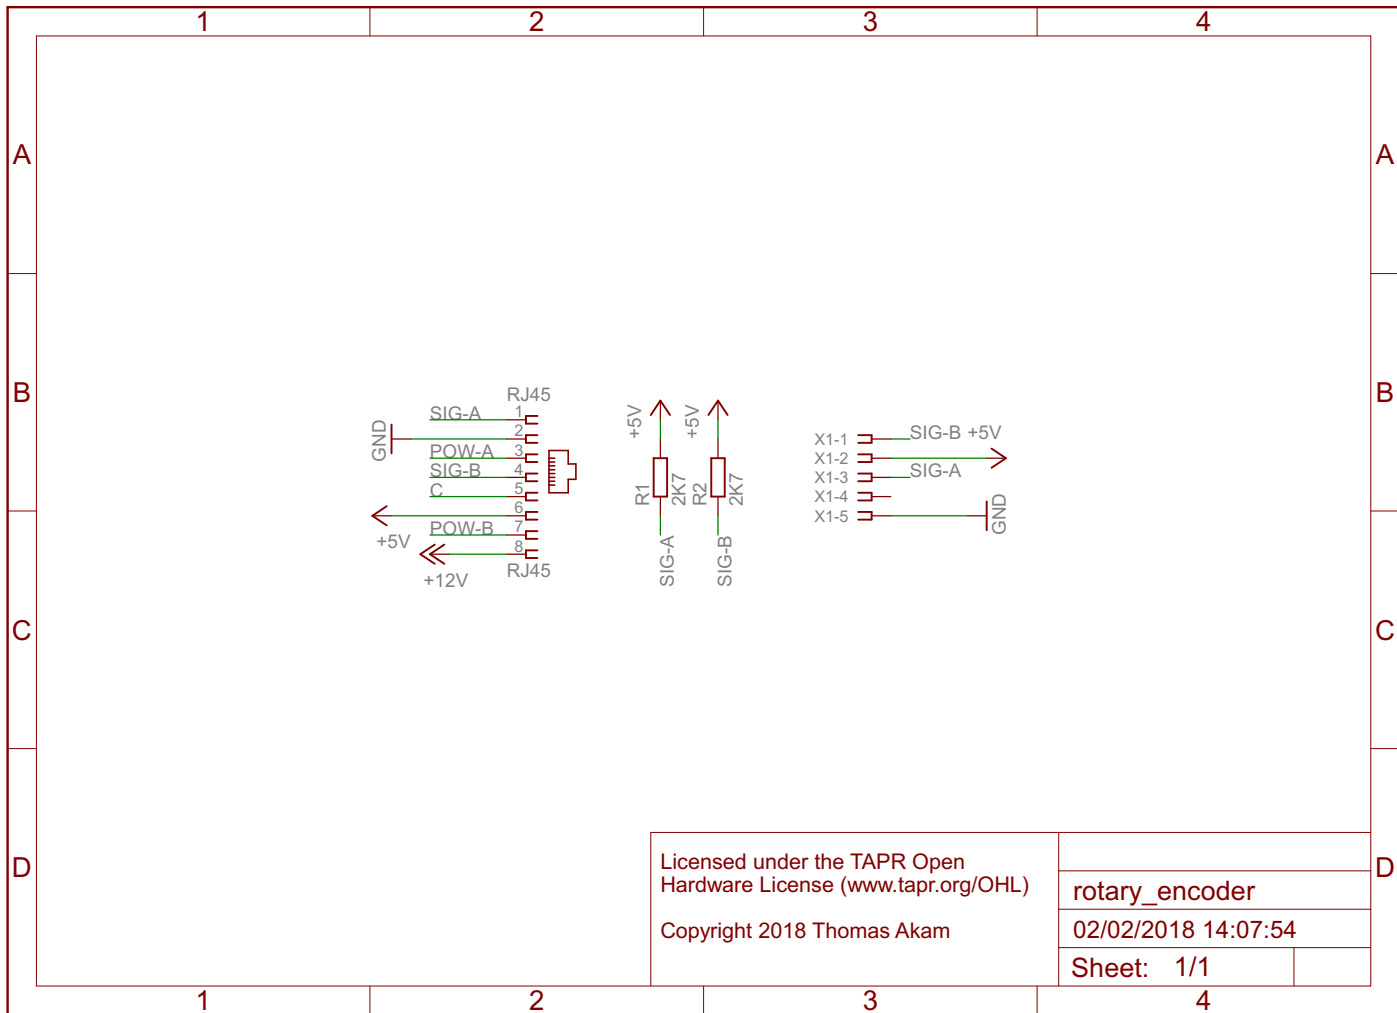 1 2 3 4
A A
B B
C C
D D
RJ45
SIG-A 1
GND 2
POW-A 3
SIG-B 4
C 5
+5V 6
POW-B 7
+12V 8
RJ45
+5V +5V
R1 2K7 R2 2K7
SIG-A SIG-B
X1-1 SIG-B +5V
X1-2
X1-3 SIG-A
X1-4
X1-5 GND
Licensed under the TAPR Open
Hardware License (www.tapr.org/OHL)
Copyright 2018 Thomas Akam
rotary_encoder
02/02/2018 14:07:54
Sheet: 1/1
1 2 3 4